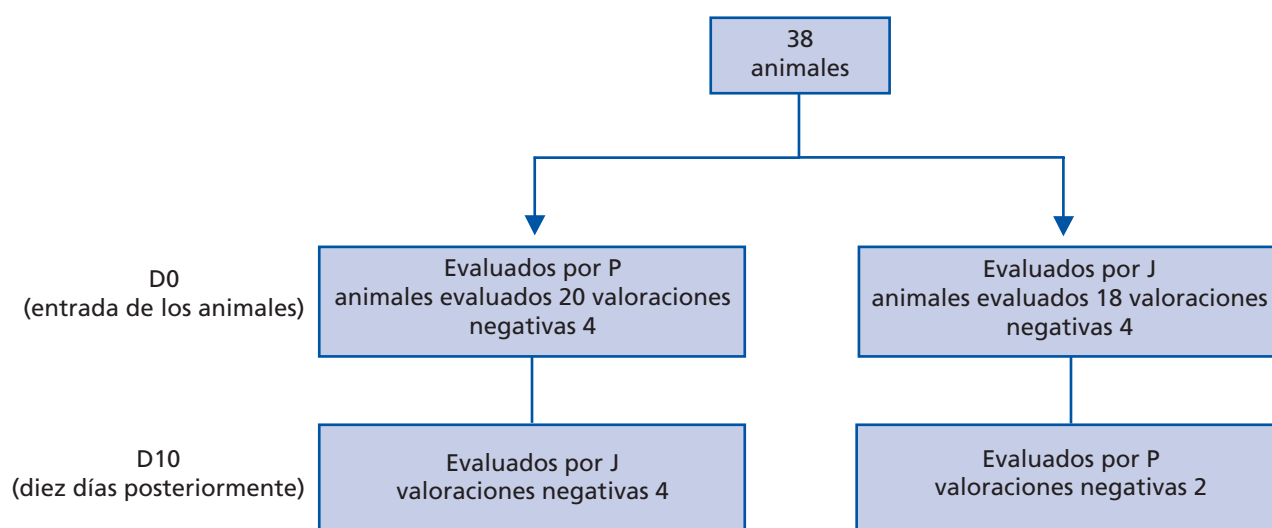 38
animales
D0
(entrada de los animales)
Evaluados por P
animales evaluados 20 valoraciones
negativas 4
Evaluados por J
animales evaluados 18 valoraciones
negativas 4
D10
(diez días posteriormente)
Evaluados por J
valoraciones negativas 4
Evaluados por P
valoraciones negativas 2